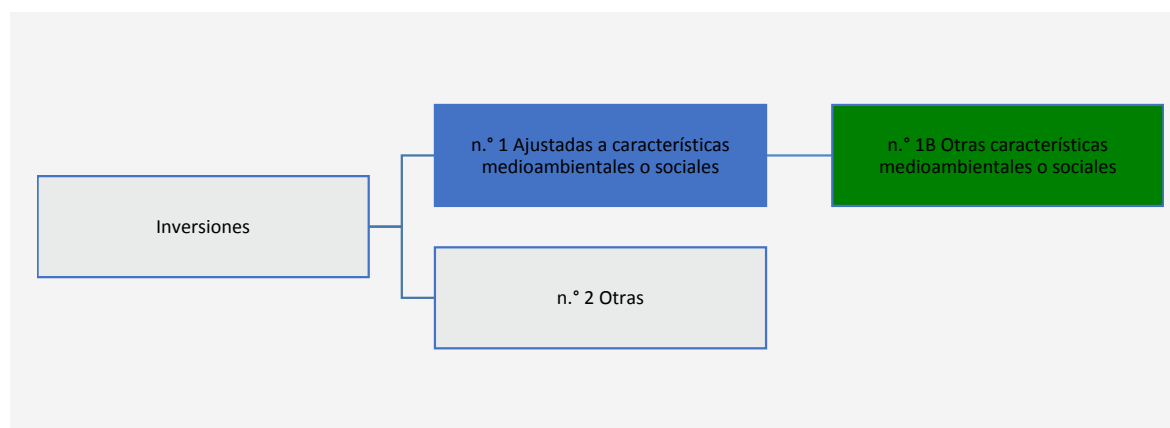 n.° 1 Ajustadas a características
medioambientales o sociales
n.° 1B Otras características
medioambientales o sociales
Inversiones
n.° 2 Otras